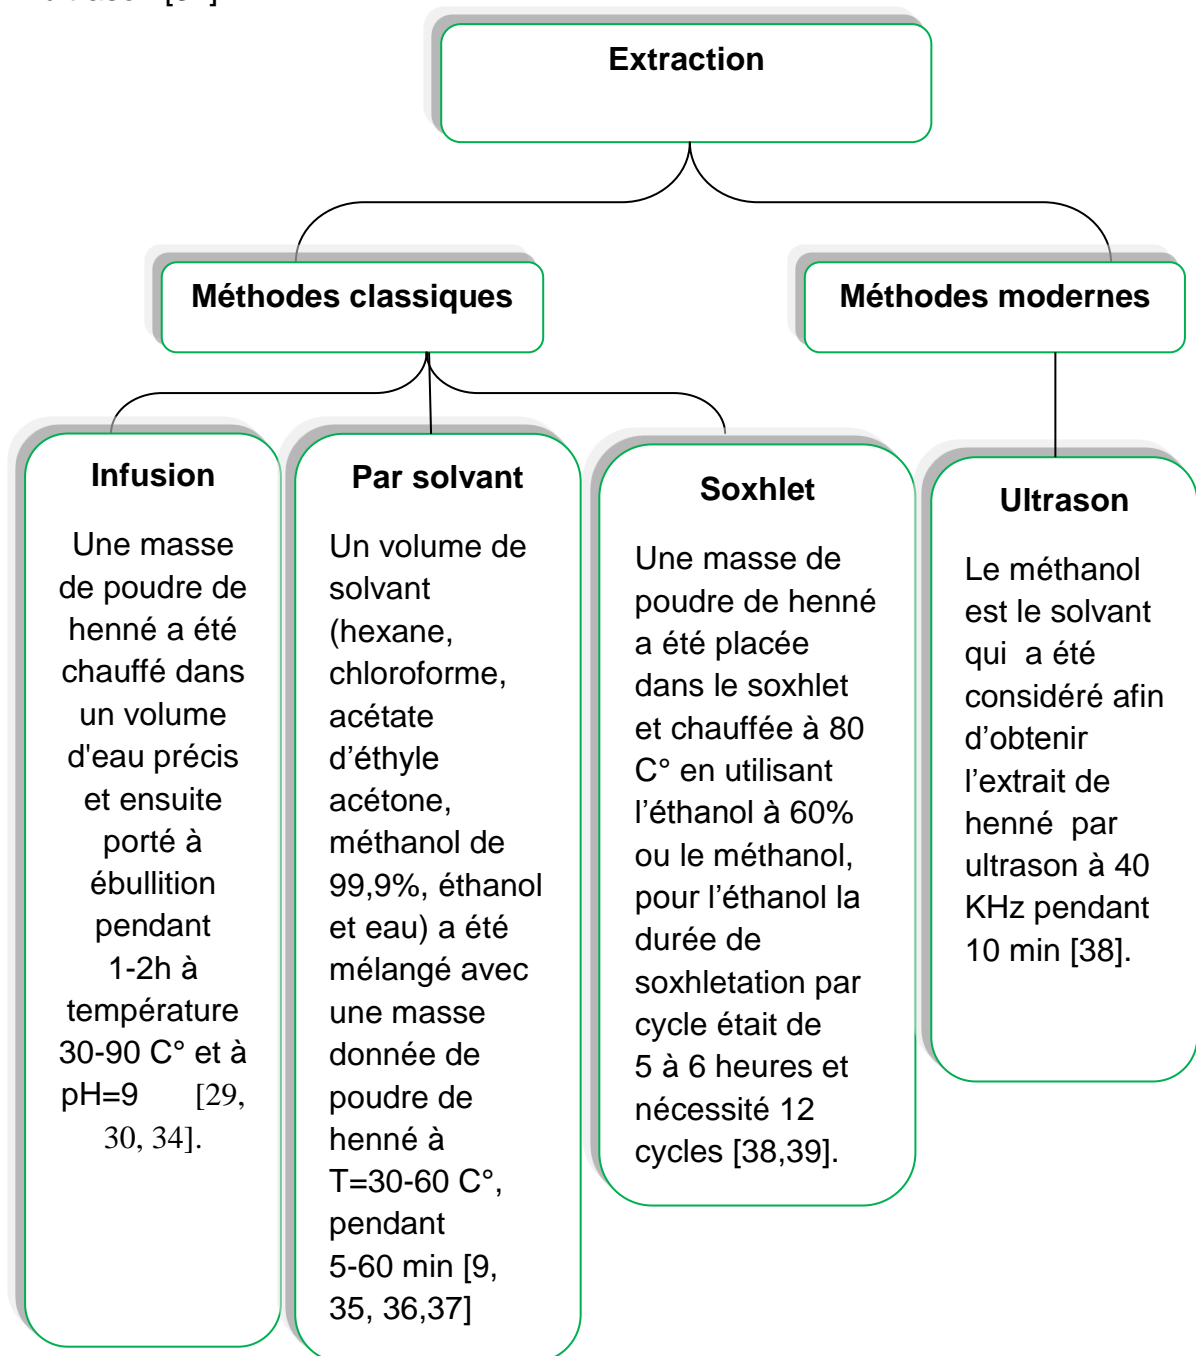 Extraction
Méthodes classiques
Méthodes modernes
Infusion
Une masse
de poudre de
henné a été
chauffé dans
un volume
d'eau précis
et ensuite
porté à
ébullition
pendant
1-2h à
température
30-90 C° et à
pH=9 [29,
30, 34].
Par solvant
Un volume de
solvant
(hexane,
chloroforme,
acétate
d’éthyle
acétone,
méthanol de
99,9%, éthanol
et eau) a été
mélangé avec
une masse
donnée de
poudre de
henné à
T=30-60 C°,
pendant
5-60 min [9,
35, 36,37]
Soxhlet
Une masse de
poudre de henné
a été placée
dans le soxhlet
et chauffée à 80
C° en utilisant
l’éthanol à 60%
ou le méthanol,
pour l’éthanol la
durée de
soxhletation par
cycle était de
5 à 6 heures et
nécessité 12
cycles [38,39].
Ultrason
Le méthanol
est le solvant
qui a été
considéré afin
d’obtenir
l’extrait de
henné par
ultrason à 40
KHz pendant
10 min [38].